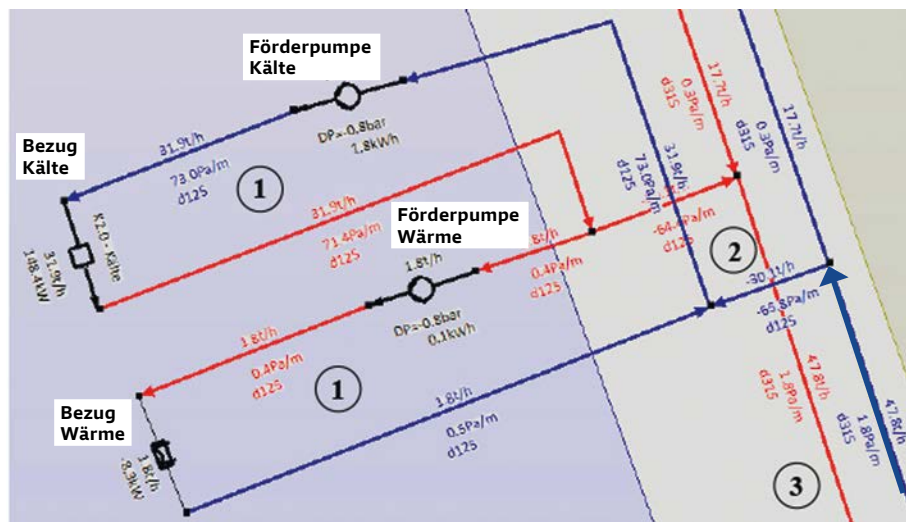 Förderpumpe
Kälte
DP=-0.8bar
1.8kWh
Bezug
Kälte
31.9t/h
73.0Pa/m
d125
1
K2.0 - Kälte
31.9t/h
148.4kW
31.9t/h
71.4Pa/m
d125
Förderpumpe
Wärme
1.8t/h
DP=-0.8bar
0.1kWh
.8t/h
0.4Pa/m
d125
31.9t/h
73.0Pa/m
d125
d125
17.7t/h
0.3Pa/m
d315
17.7t/h
0.3Pa/m
d315
2
-30.1t/h
-65.8Pa/m
d125
1.8t/h
0.4Pa/m
d125
1
Bezug
Wärme
1.8t/h
-8.3kW
1.8t/h
0.5Pa/m
d125
47.8t/h
1.8Pa/m
d315
47.8t/h
1.8Pa/m
d315
3